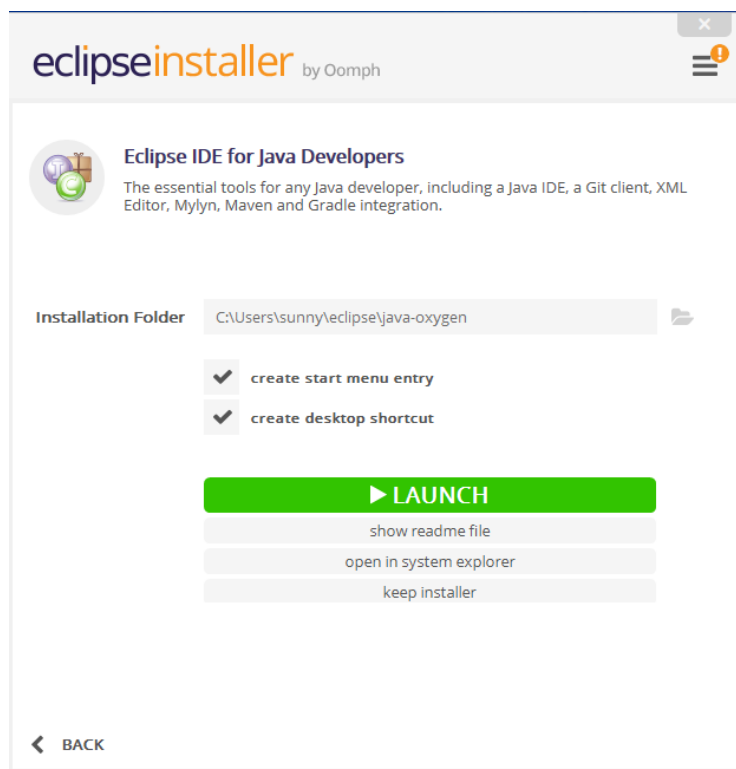 eclipseinstaller by Oomph
Eclipse IDE for Java Developers
The essential tools for any Java developer, including a Java IDE, a Git client, XML
Editor, Mylyn, Maven and Gradle integration.
Installation Folder C:\Users\sunny\eclipse\java-oxygen
create start menu entry
create desktop shortcut
LAUNCH
show readme file
open in system explorer
keep installer
BACK